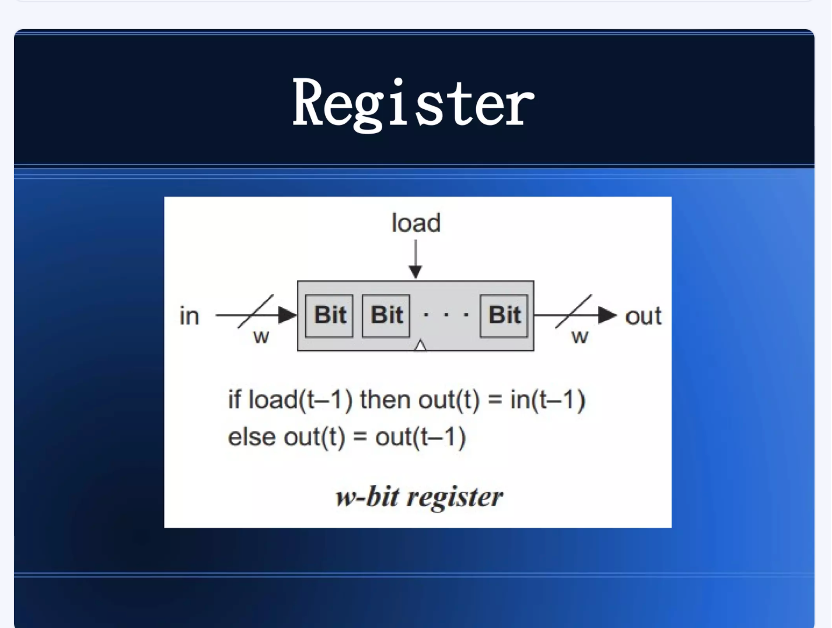 Register
load
in
w
Bit Bit · · · Bit
w
out
if load(t–1) then out(t) = in(t–1)
else out(t) = out(t–1)
w-bit register